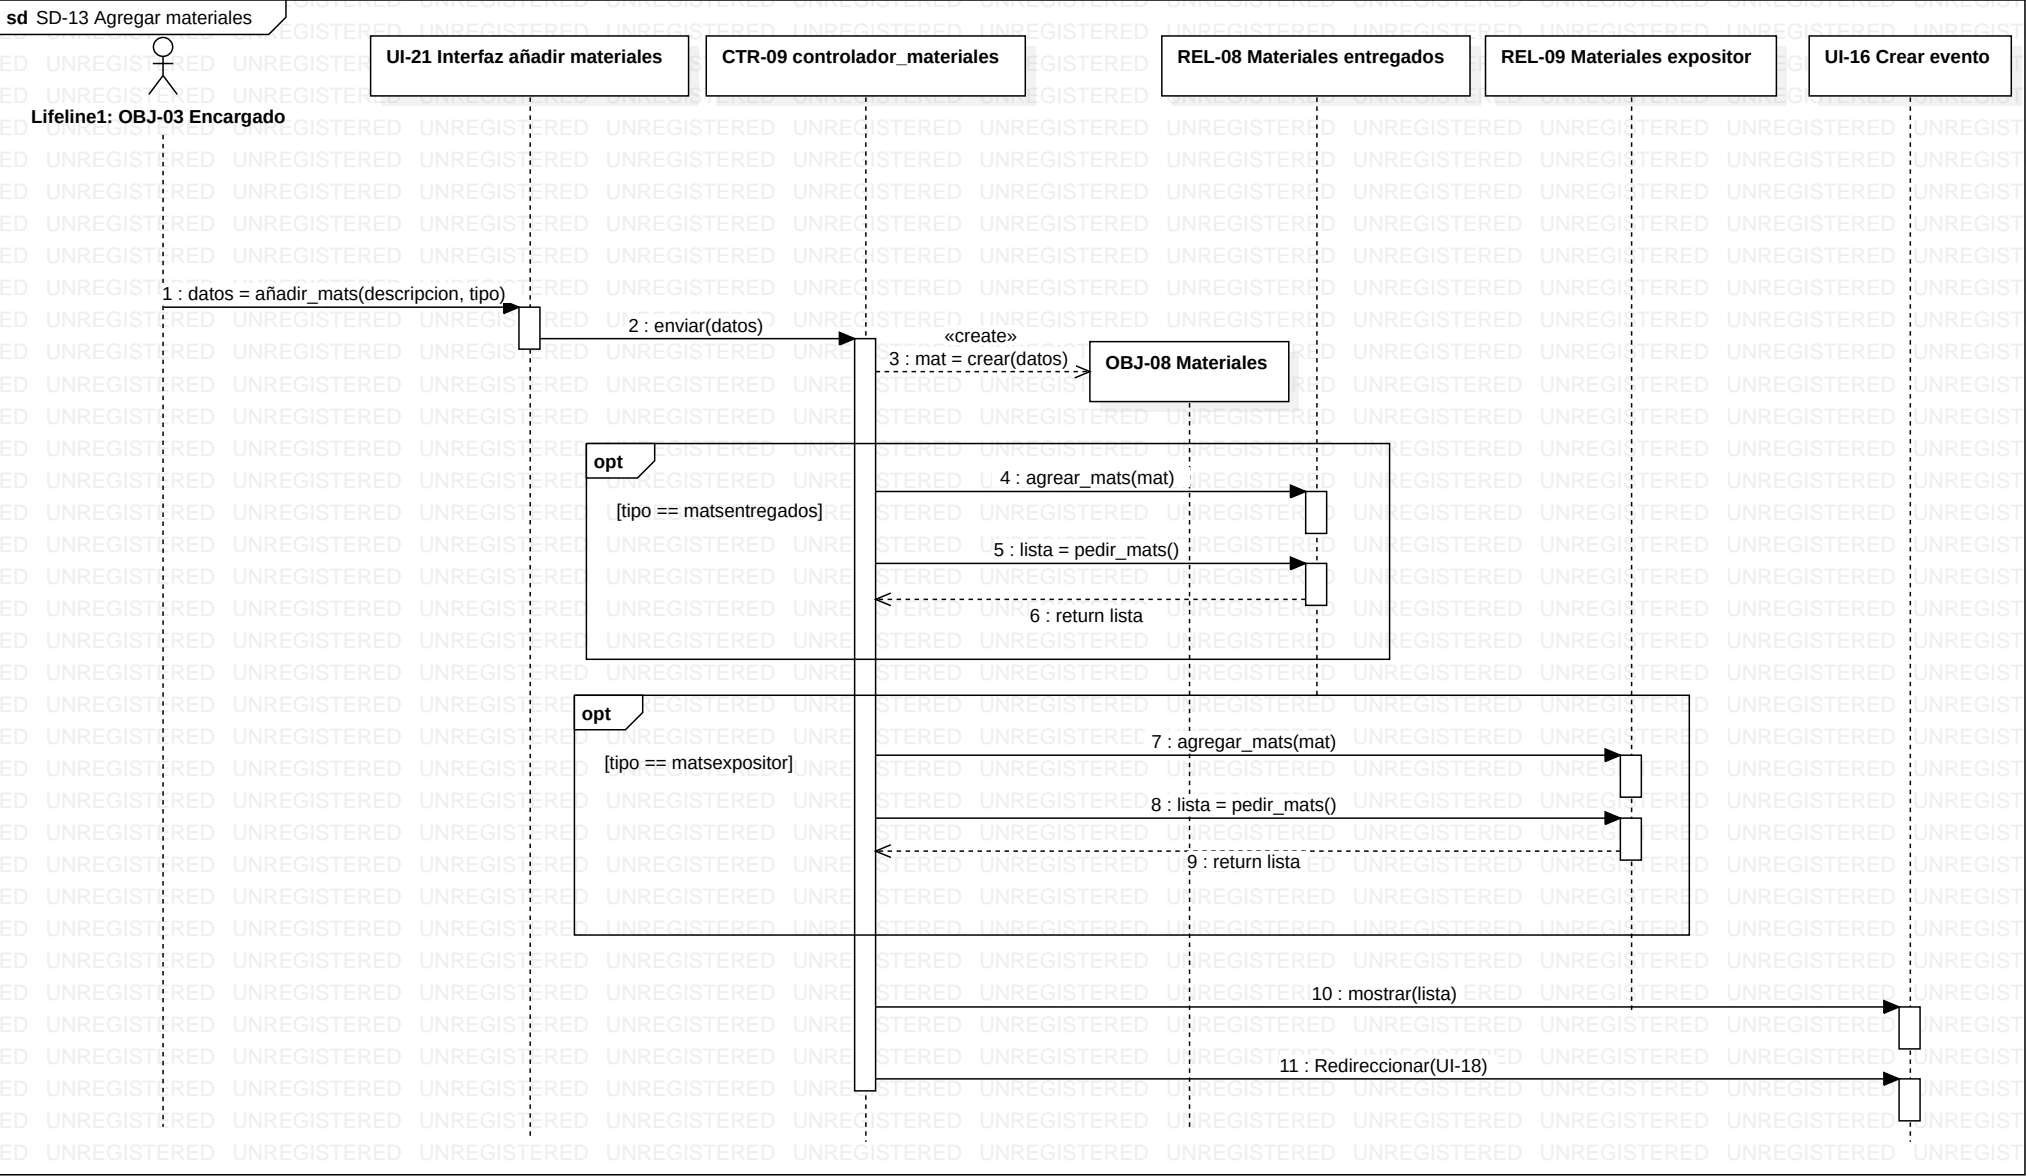 sd SD-13 Agregar materiales
Lifeline1: OBJ-03 Encargado
UI-21 Interfaz añadir materiales
CTR-09 controlador_materiales
REL-08 Materiales entregados
REL-09 Materiales expositor
UI-16 Crear evento
1 : datos = añadir_mats(descripcion, tipo)
2 : enviar(datos)
«create»
3 : mat = crear(datos)
OBJ-08 Materiales
opt
[tipo == matsentregados]
4 : agrear_mats(mat)
5 : lista = pedir_mats()
6 : return lista
opt
[tipo == matsexpositor]
7 : agregar_mats(mat)
8 : lista = pedir_mats()
9 : return lista
10 : mostrar(lista)
11 : Redireccionar(UI-18)
UNREGISTERED